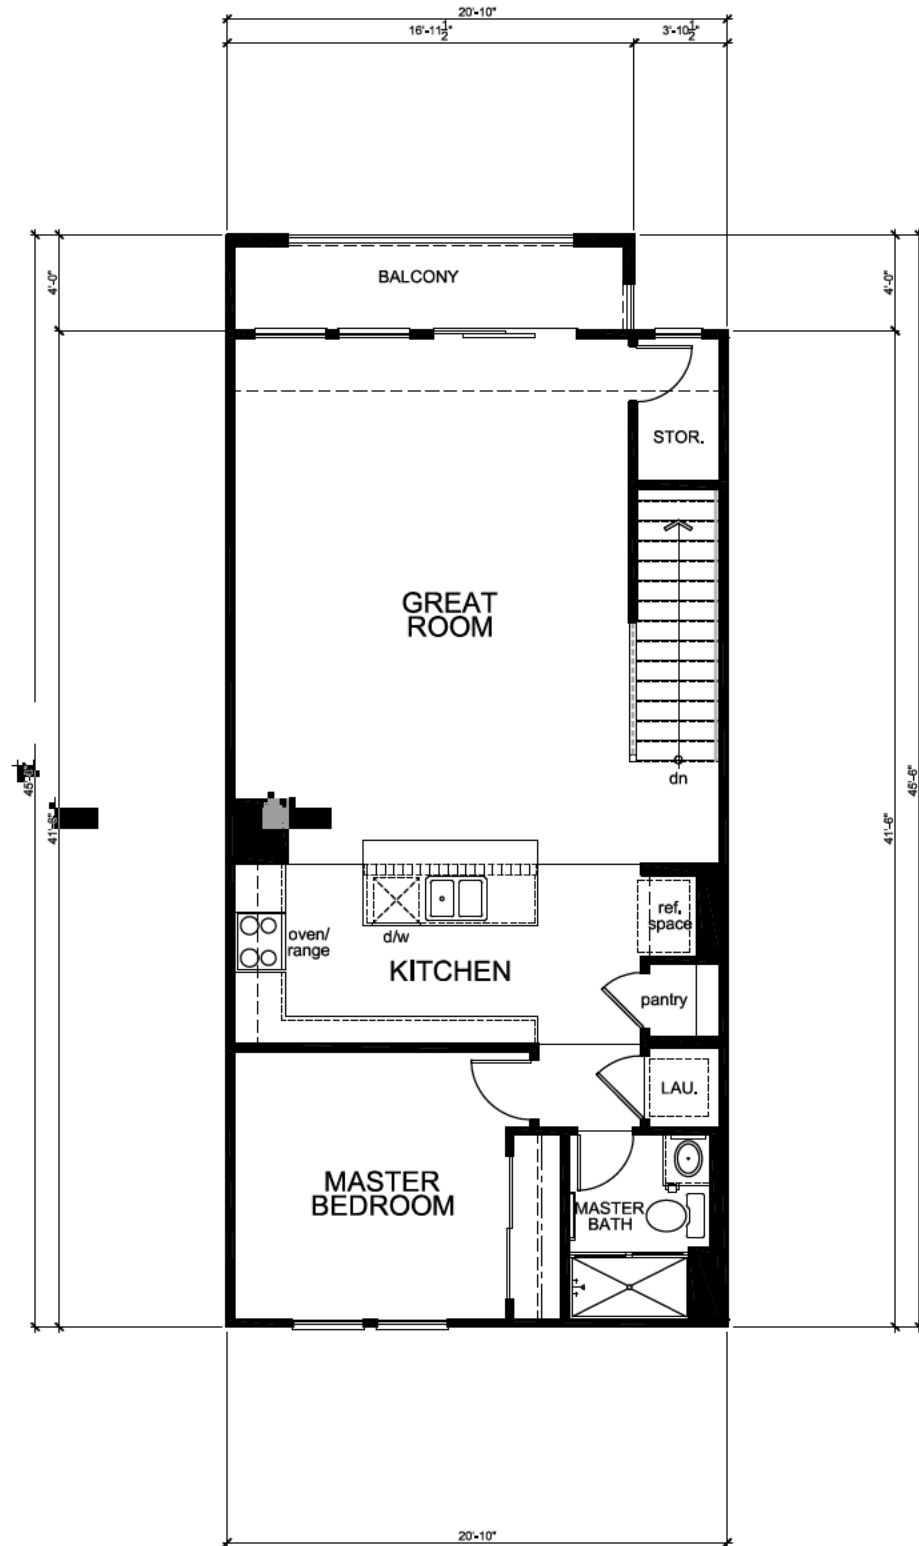 20'-10"
16'-11½"
3'-10½"
4'-0"
4'-0"
BALCONY
STOR.
GREAT
ROOM
dn
45'-6"
41'-6"
41'-6"
45'-6"
ref.
space
oven/
range
d/w
KITCHEN
pantry
LAU.
MASTER
BEDROOM
MASTER
BATH
20'-10"